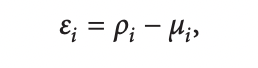 εᵢ = ρᵢ − μᵢ,